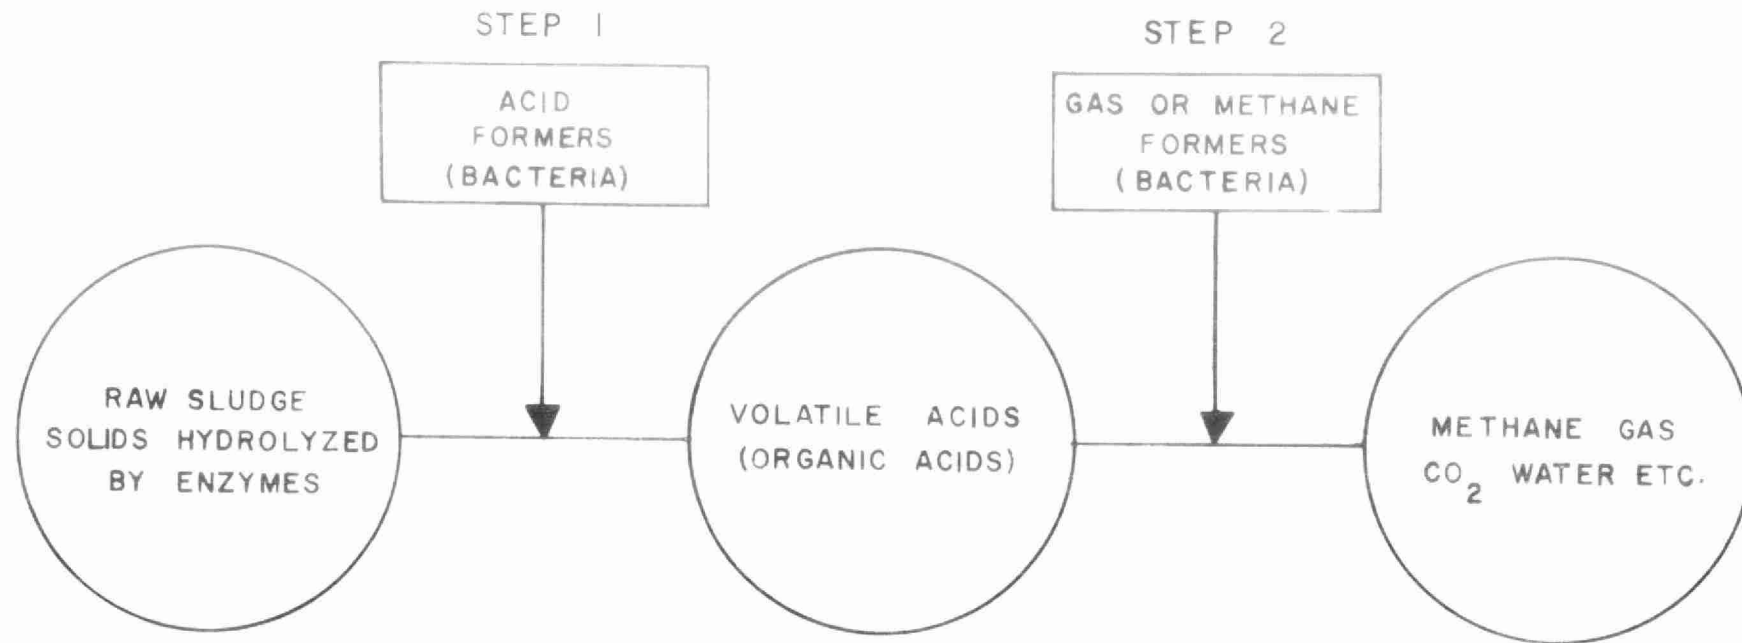 STEP 1
ACID
FORMERS
(BACTERIA)
STEP 2
GAS OR METHANE
FORMERS
(BACTERIA)
RAW SLUDGE
SOLIDS HYDROLYZED
BY ENZYMES
VOLATILE ACIDS
(ORGANIC ACIDS)
METHANE GAS
CO₂ WATER ETC.